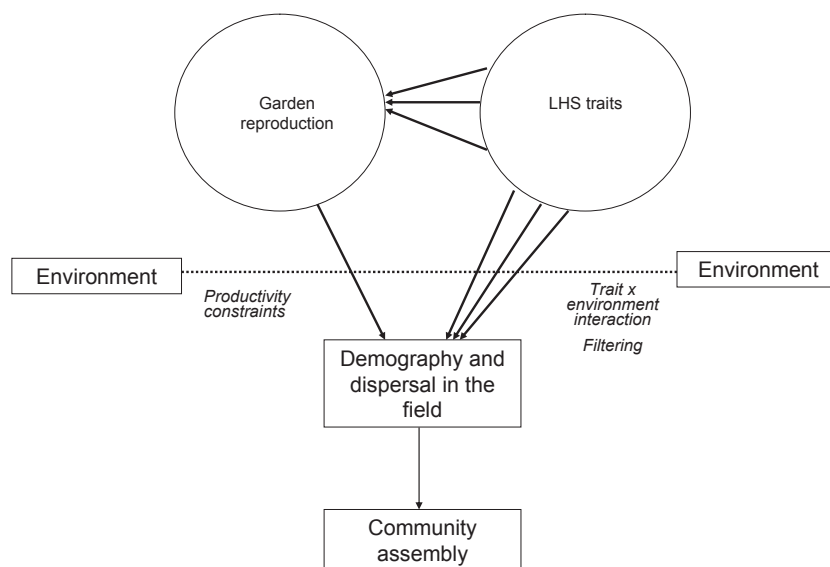 Garden
reproduction
LHS traits
Environment
Environment
Productivity
constraints
Trait x
environment
interaction
Filtering
Demography and
dispersal in the
field
Community
assembly